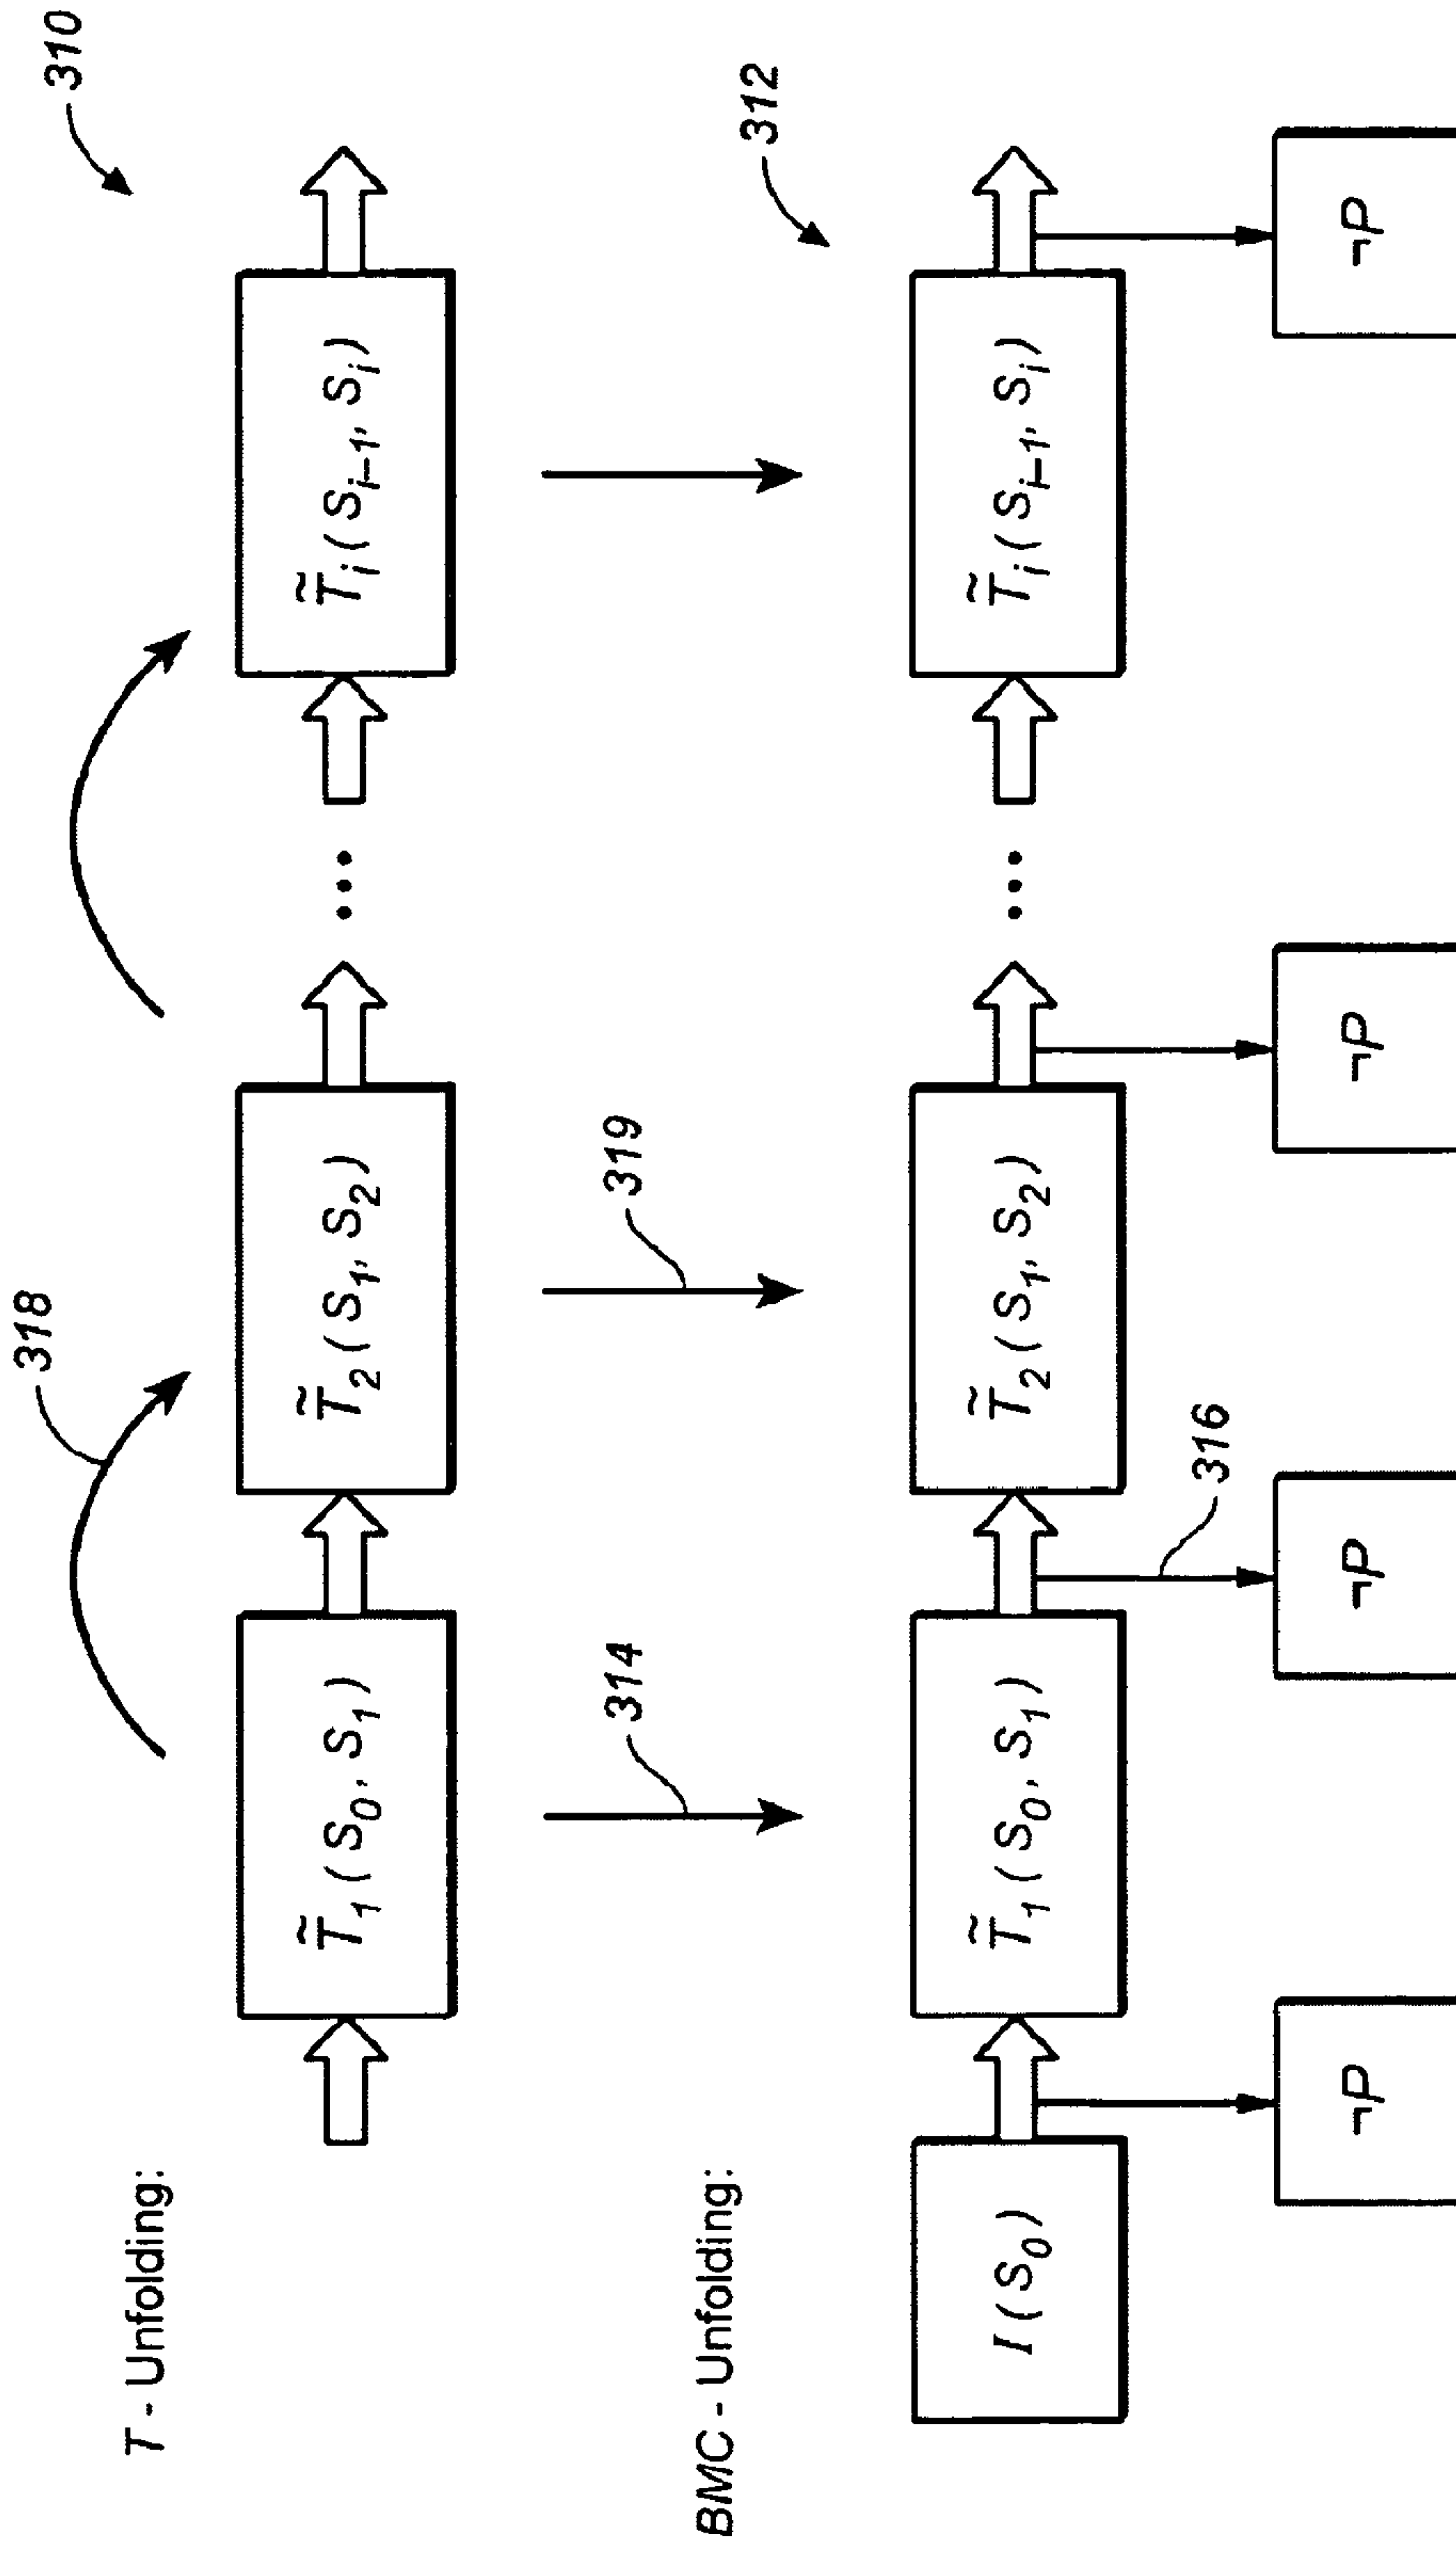 310
318
T - Unfolding:
T̃₁(S₀, S₁)
T̃₂(S₁, S₂)
...
T̃ᵢ(Sᵢ₋₁, Sᵢ)
314
319
312
BMC - Unfolding:
I(S₀)
T̃₁(S₀, S₁)
T̃₂(S₁, S₂)
...
T̃ᵢ(Sᵢ₋₁, Sᵢ)
316
¬P
¬P
¬P
¬P